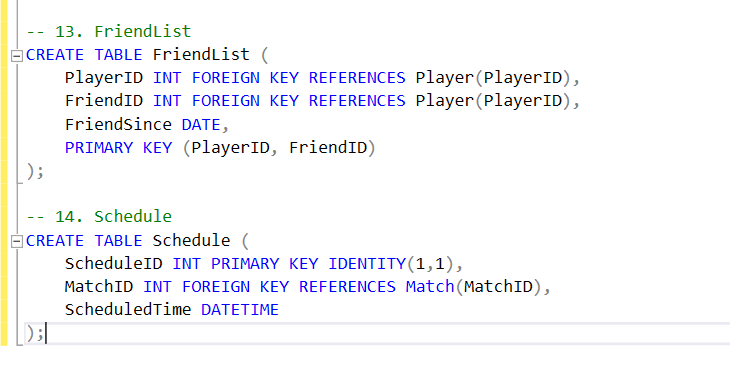 -- 13. FriendList
CREATE TABLE FriendList (
PlayerID INT FOREIGN KEY REFERENCES Player(PlayerID),
FriendID INT FOREIGN KEY REFERENCES Player(PlayerID),
FriendSince DATE,
PRIMARY KEY (PlayerID, FriendID)
);
-- 14. Schedule
CREATE TABLE Schedule (
ScheduleID INT PRIMARY KEY IDENTITY(1,1),
MatchID INT FOREIGN KEY REFERENCES Match(MatchID),
ScheduledTime DATETIME
);